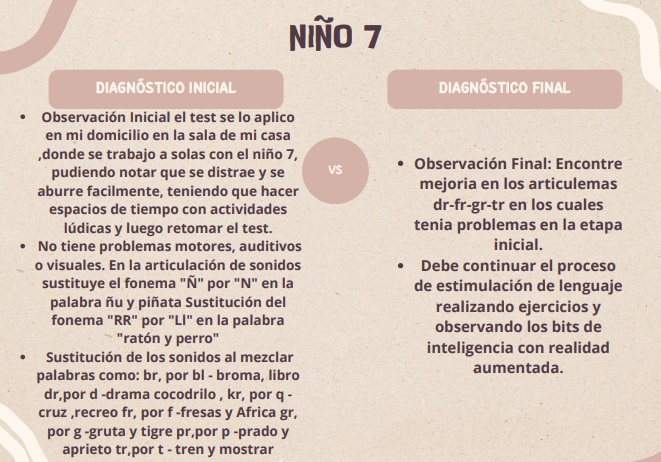 NIÑO 7
DIAGNÓSTICO INICIAL
• Observación Inicial el test se lo aplico
en mi domicilio en la sala de mi casa
,donde se trabajo a solas con el niño 7,
pudiendo notar que se distrae y se
aburre facilmente, teniendo que hacer
espacios de tiempo con actividades
lúdicas y luego retomar el test.
• No tiene problemas motores, auditivos
o visuales. En la articulación de sonidos
sustituye el fonema "Ñ" por "N" en la
palabra ñu y piñata Sustitución del
fonema "RR" por "Ll" en la palabra
"ratón y perro"
• Sustitución de los sonidos al mezclar
palabras como: br, por bl - broma, libro
dr,por d -drama cocodrilo , kr, por q -
cruz ,recreo fr, por f -fresas y Africa gr,
por g -gruta y tigre pr,por p -prado y
aprieto tr,por t - tren y mostrar
VS
DIAGNÓSTICO FINAL
• Observación Final: Encontre
mejoria en los articulemas
dr-fr-gr-tr en los cuales
tenia problemas en la etapa
inicial.
• Debe continuar el proceso
de estimulación de lenguaje
realizando ejercicios y
observando los bits de
inteligencia con realidad
aumentada.